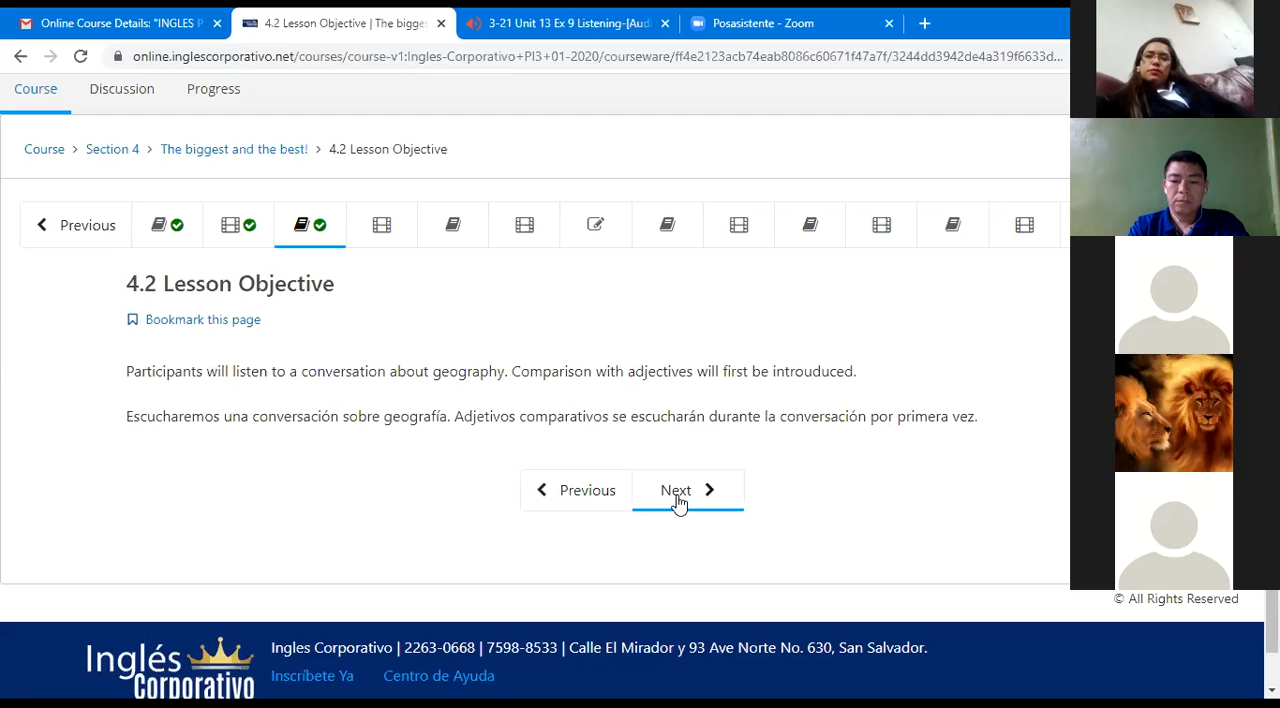 Online Course Details: "INGLES P
4.2 Lesson Objective | The bigges
3-21 Unit 13 Ex 9 Listening-[Aud
Posasistente - Zoom
online.inglescorporativo.net/courses/course-v1:Ingles-Corporativo+PI3+01-2020/courseware/ff4e2123acb74eab8086c60671f47a7f/3244dd3942de4a319f6633d...
Course Discussion Progress
Course > Section 4 > The biggest and the best! > 4.2 Lesson Objective
Previous
4.2 Lesson Objective
Bookmark this page
Participants will listen to a conversation about geography. Comparison with adjectives will first be introuduced.
Escucharemos una conversación sobre geografía. Adjetivos comparativos se escucharán durante la conversación por primera vez.
Previous Next
© All Rights Reserved
Inglés Corporativo
Ingles Corporativo | 2263-0668 | 7598-8533 | Calle El Mirador y 93 Ave Norte No. 630, San Salvador.
Inscríbete Ya Centro de Ayuda